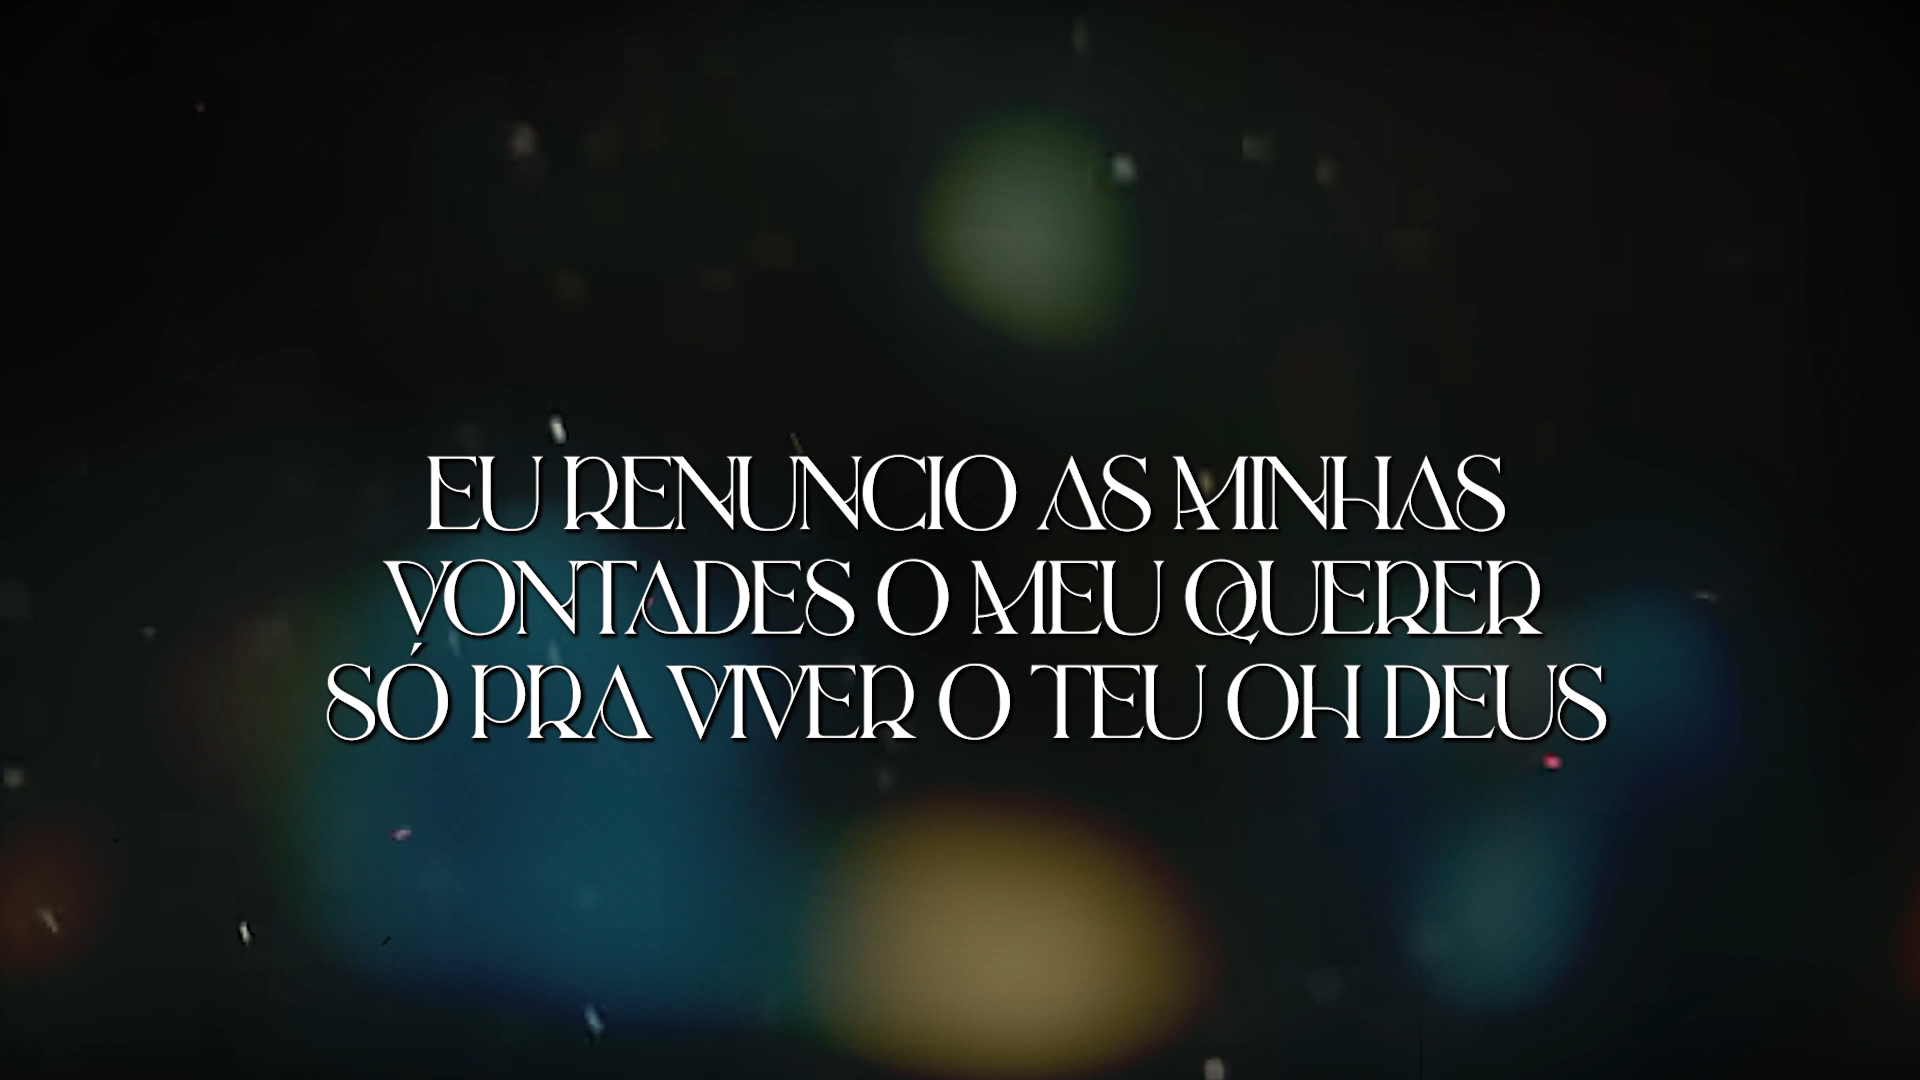 EU RENUNCIO AS MINHAS
VONTADES O MEU QUERER
SÓ PRA VIVER O TEU OH DEUS